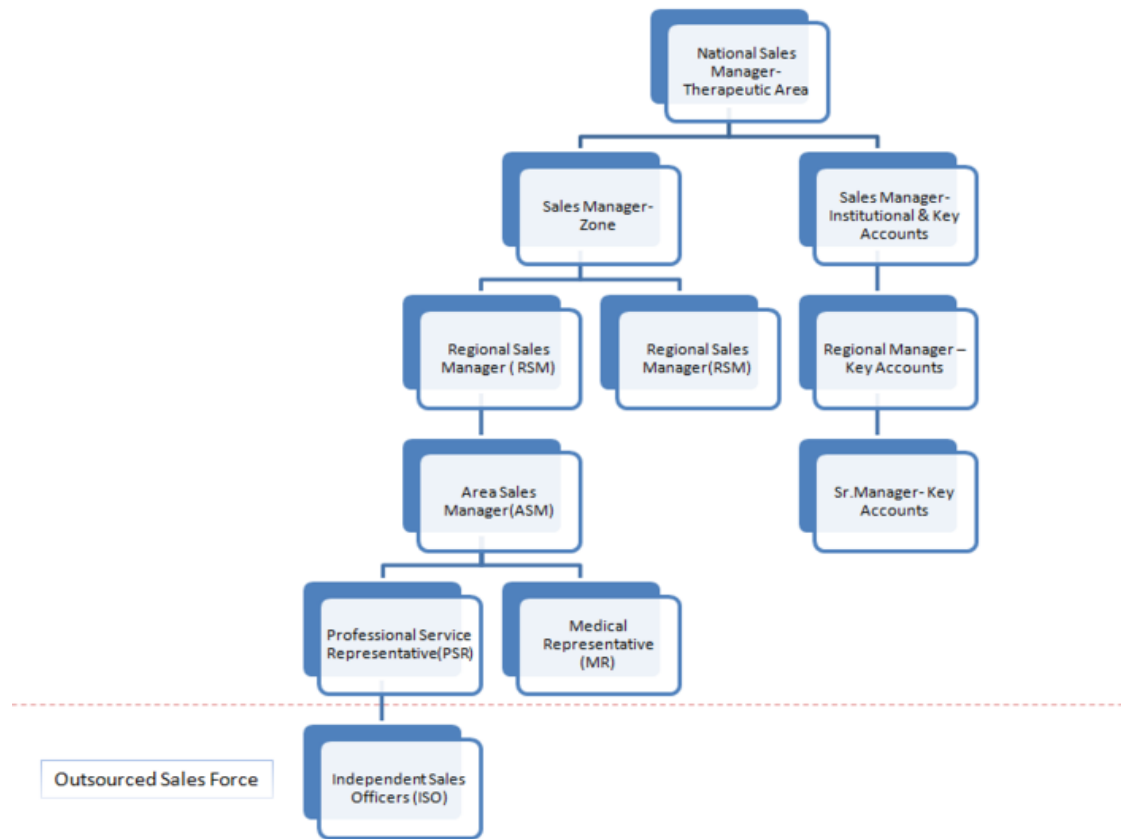 National Sales
Manager-
Therapeutic Area
Sales Manager-
Zone
Sales Manager-
Institutional & Key
Accounts
Regional Sales
Manager ( RSM)
Regional Sales
Manager(RSM)
Regional Manager –
Key Accounts
Area Sales
Manager(ASM)
Sr.Manager- Key
Accounts
Professional Service
Representative(PSR)
Medical
Representative
(MR)
Outsourced Sales Force
Independent Sales
Officers (ISO)